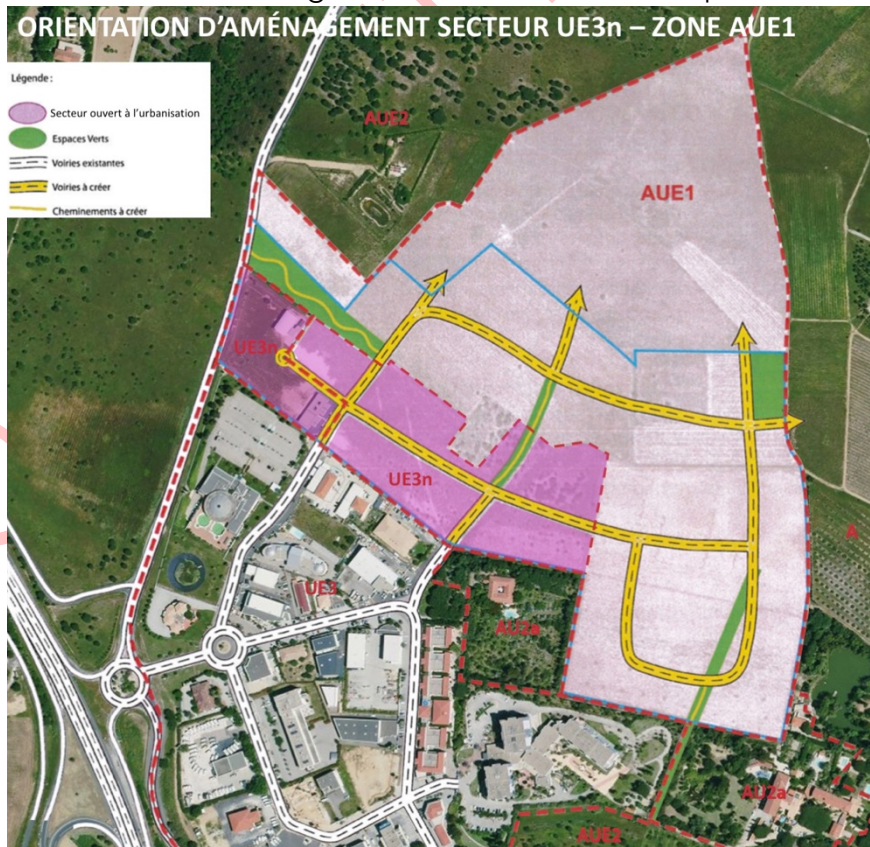 ORIENTATION D'AMÉNAGEMENT SECTEUR UE3n – ZONE AUE1
Légende :
Secteur ouvert à l'urbanisation
Espaces Verts
Voiries existantes
Voiries à créer
Cheminements à créer
AUE2
AUE1
UE3n
UE3n
A
UE3
AU2a
AU2a
AUE2